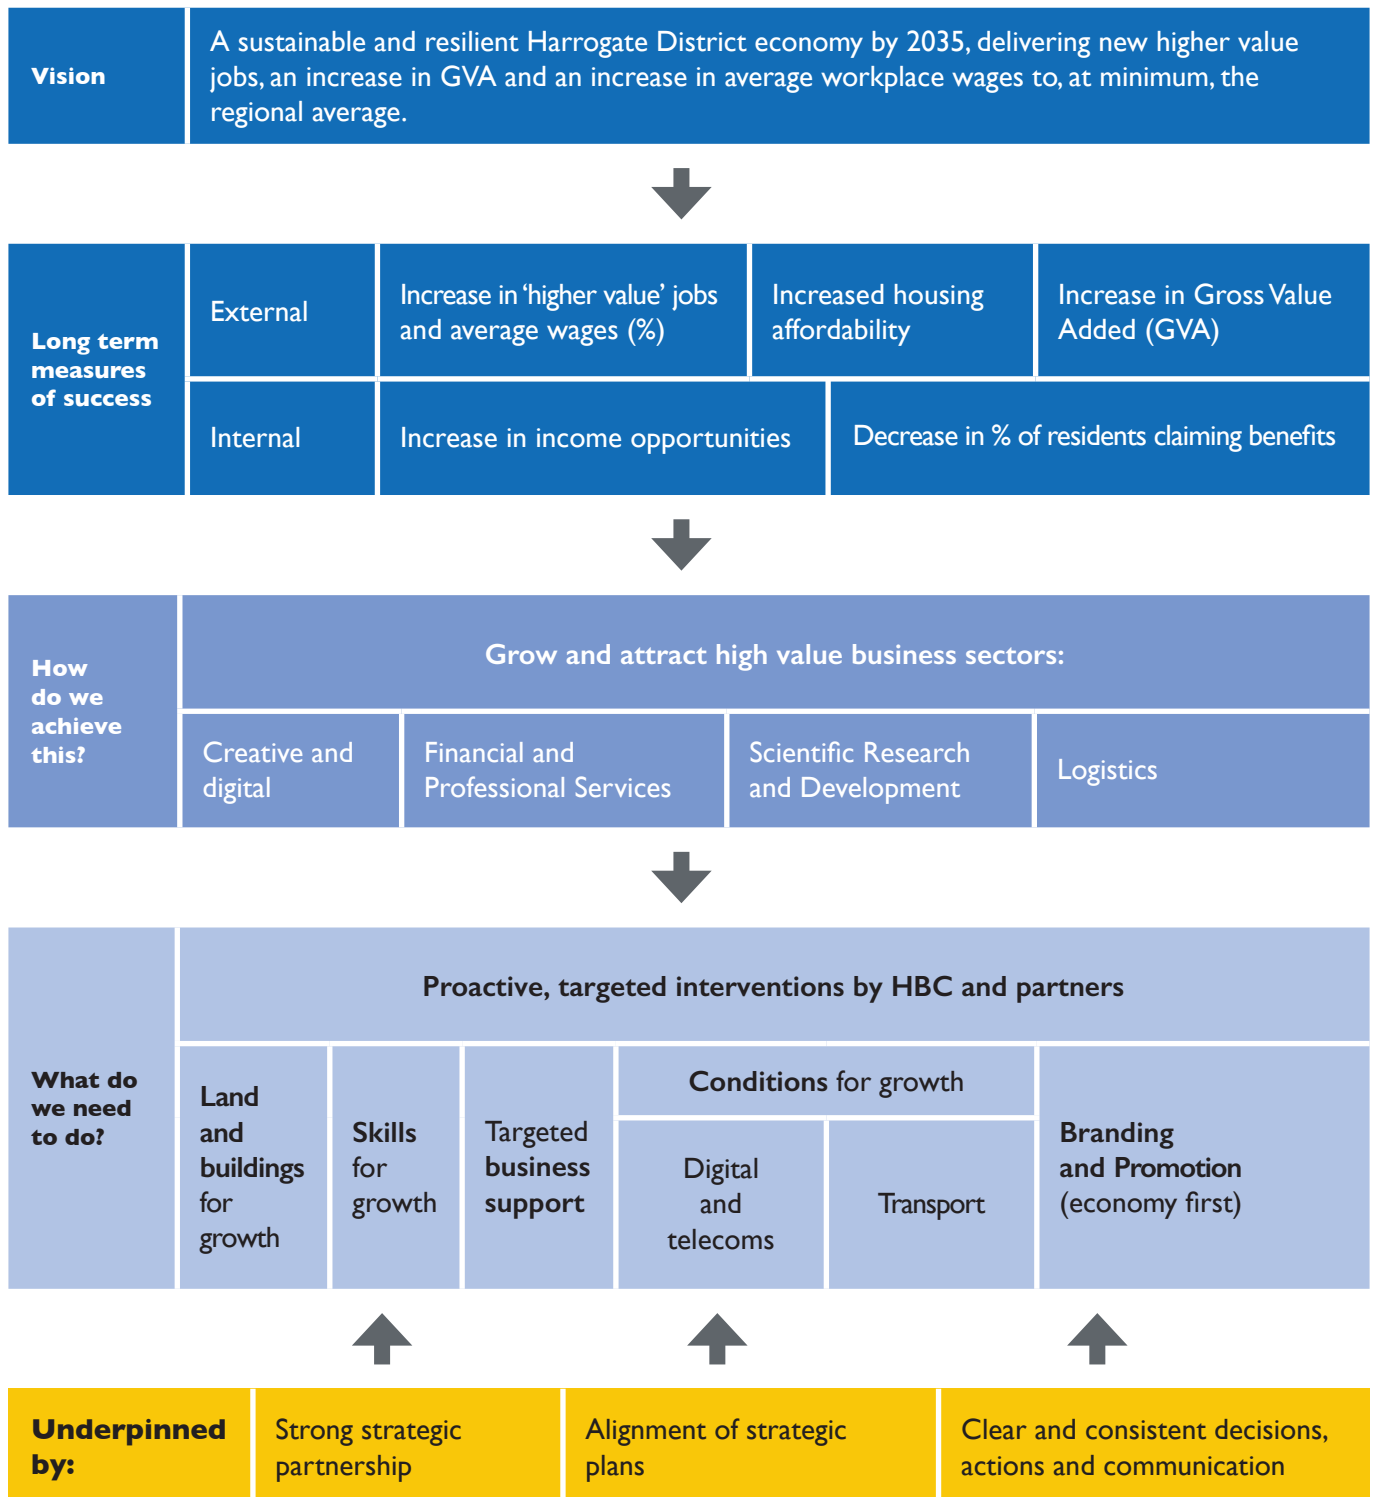 Vision
A sustainable and resilient Harrogate District economy by 2035, delivering new higher value
jobs, an increase in GVA and an increase in average workplace wages to, at minimum, the
regional average.
Long term
measures
of success
External
Increase in ‘higher value’ jobs
and average wages (%)
Increased housing
affordability
Increase in Gross Value
Added (GVA)
Internal
Increase in income opportunities
Decrease in % of residents claiming benefits
How
do we
achieve
this?
Grow and attract high value business sectors:
Creative and
digital
Financial and
Professional Services
Scientific Research
and Development
Logistics
What do
we need
to do?
Proactive, targeted interventions by HBC and partners
Land
and
buildings
for
growth
Skills
for
growth
Targeted
business
support
Conditions for growth
Digital
and
telecoms
Transport
Branding
and Promotion
(economy first)
Underpinned
by:
Strong strategic
partnership
Alignment of strategic
plans
Clear and consistent decisions,
actions and communication